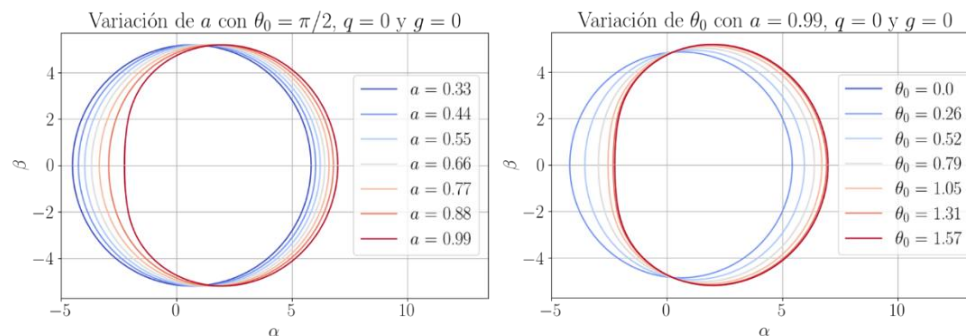 Variación de a con θ₀ = π/2, q = 0 y g = 0
4
2
0
−2
−4
β
−5
0
5
10
α
a = 0.33
a = 0.44
a = 0.55
a = 0.66
a = 0.77
a = 0.88
a = 0.99
Variación de θ₀ con a = 0.99, q = 0 y g = 0
4
2
0
−2
−4
β
−5
0
5
10
α
θ₀ = 0.0
θ₀ = 0.26
θ₀ = 0.52
θ₀ = 0.79
θ₀ = 1.05
θ₀ = 1.31
θ₀ = 1.57